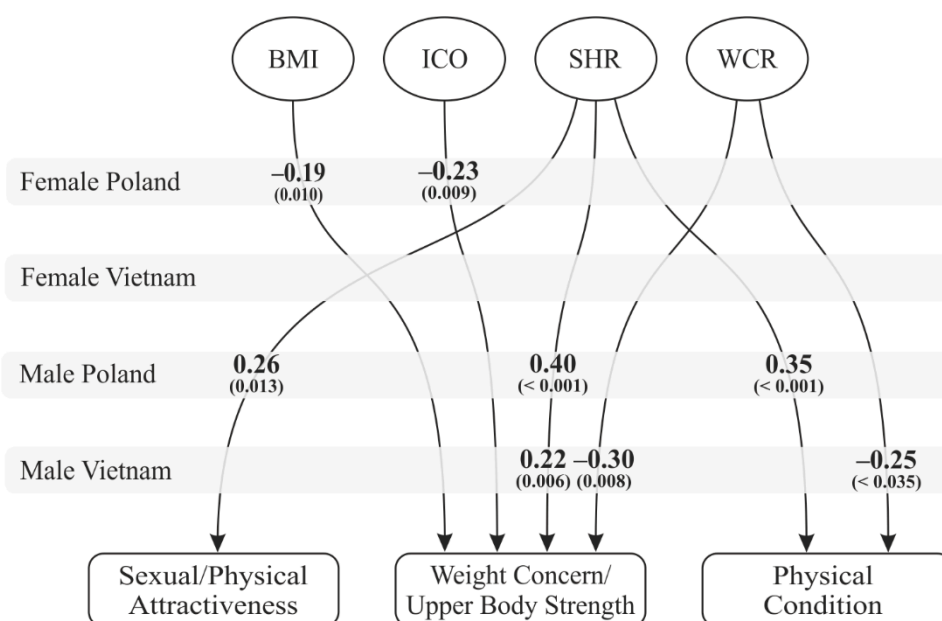 BMI ICO SHR WCR
Female Poland –0.19 –0.23
(0.010) (0.009)
Female Vietnam
Male Poland 0.26 0.40 0.35
(0.013) (< 0.001) (< 0.001)
Male Vietnam 0.22 –0.30 –0.25
(0.006) (0.008) (< 0.035)
Sexual/Physical Weight Concern/ Physical
Attractiveness Upper Body Strength Condition